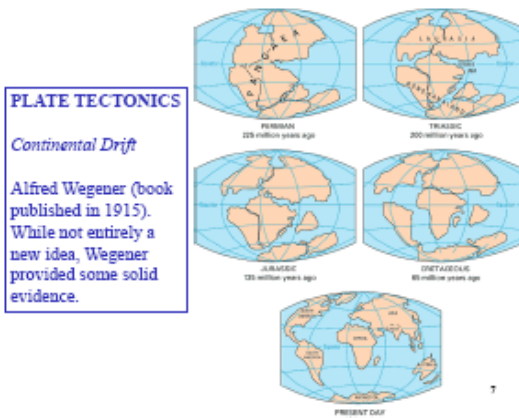 PLATE TECTONICS
Continental Drift
Alfred Wegener (book
published in 1915).
While not entirely a
new idea, Wegener
provided some solid
evidence.
PANGAEA
PERMIAN
225 million years ago
LAURASIA
TRIASSIC
200 million years ago
JURASSIC
135 million years ago
CRETACEOUS
65 million years ago
AFRICA
PRESENT DAY
7